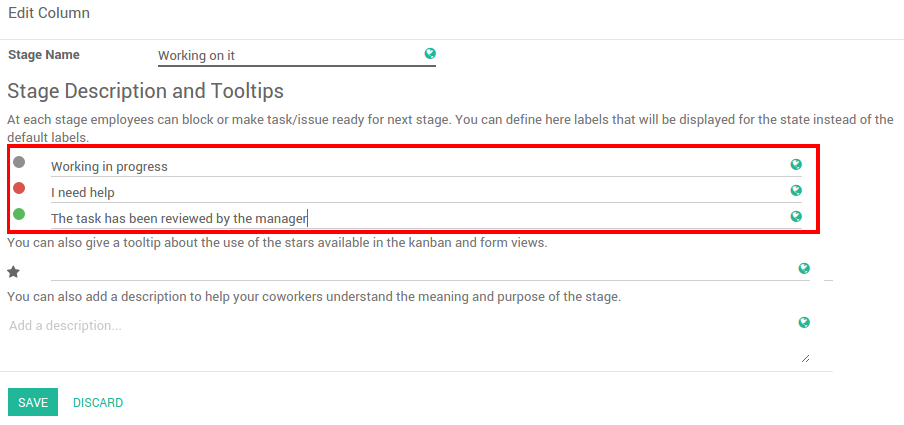 Edit Column
Stage Name Working on it
Stage Description and Tooltips
At each stage employees can block or make task/issue ready for next stage. You can define here labels that will be displayed for the state instead of the
default labels.
Working in progress
I need help
The task has been reviewed by the manager
You can also give a tooltip about the use of the stars available in the kanban and form views.
You can also add a description to help your coworkers understand the meaning and purpose of the stage.
Add a description...
SAVE DISCARD